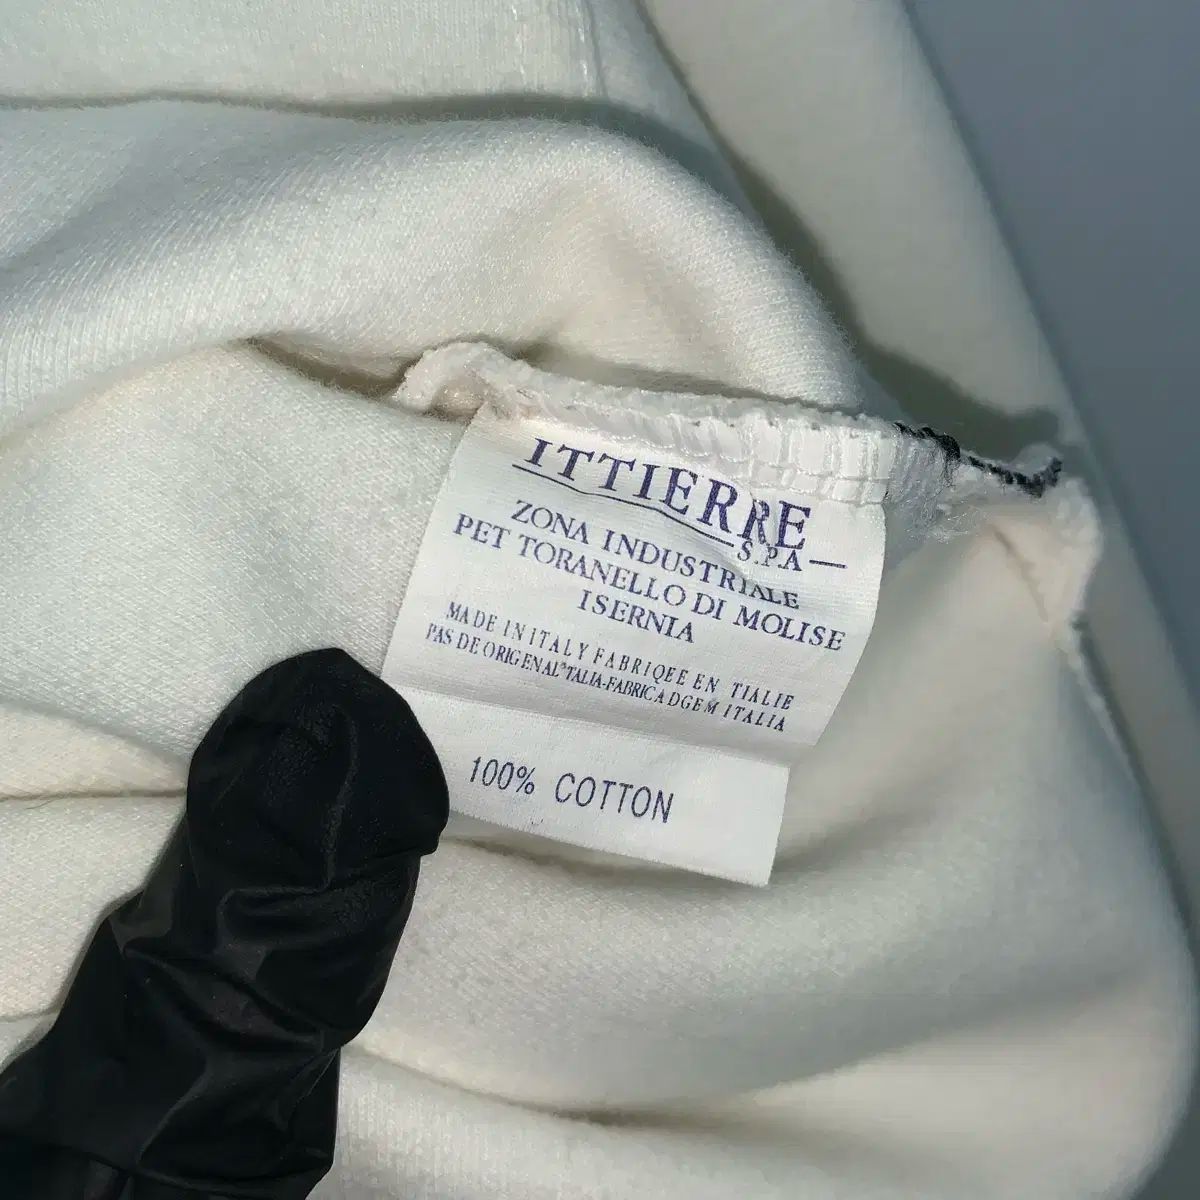 ITTIERRE
S.P.A
ZONA INDUSTRIALE
PET TORANELLO DI MOLISE
ISERNIA
MADE IN ITALY FABRIQEE EN TIALIE
PAS DE ORIGENAL*TALIA-FABRICA DGEM ITALIA
100% COTTON